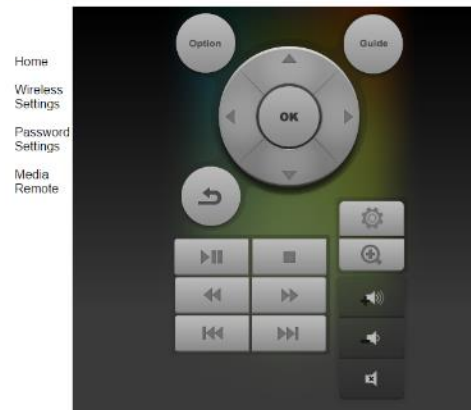 Option
Guide
Home
Wireless
Settings
OK
Password
Settings
Media
Remote